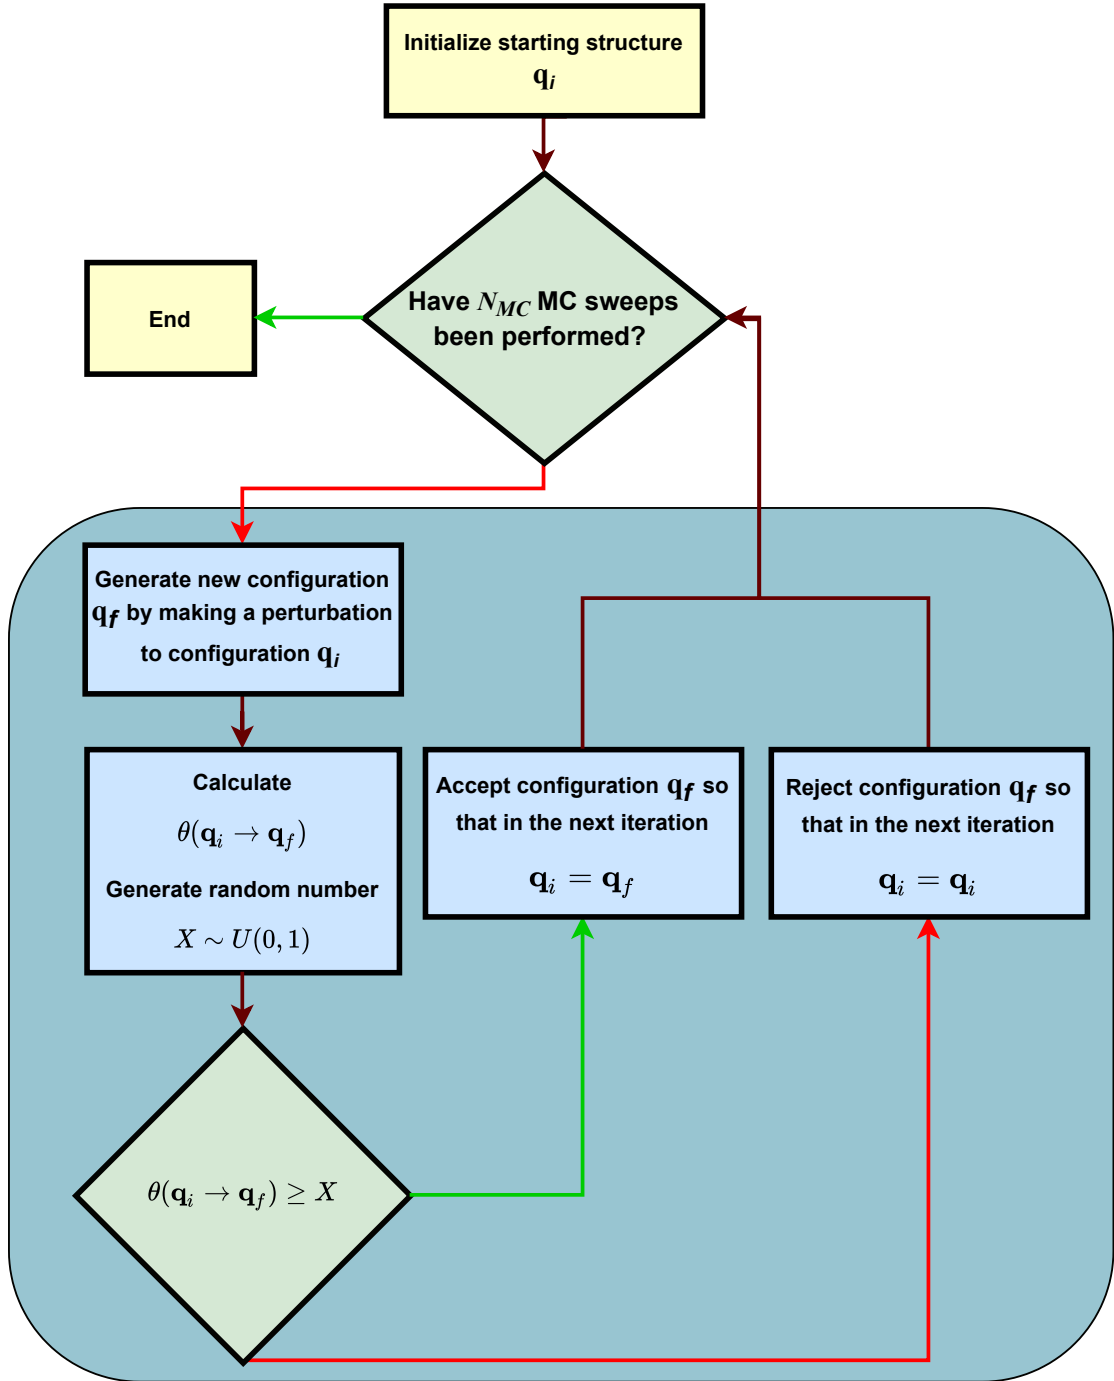 Initialize starting structure
q_i
Have N_{MC} MC sweeps
been performed?
End
Generate new configuration
q_f by making a perturbation
to configuration q_i
Calculate
θ(q_i → q_f)
Generate random number
X ∼ U(0, 1)
Accept configuration q_f so
that in the next iteration
q_i = q_f
Reject configuration q_f so
that in the next iteration
q_i = q_i
θ(q_i → q_f) ≥ X